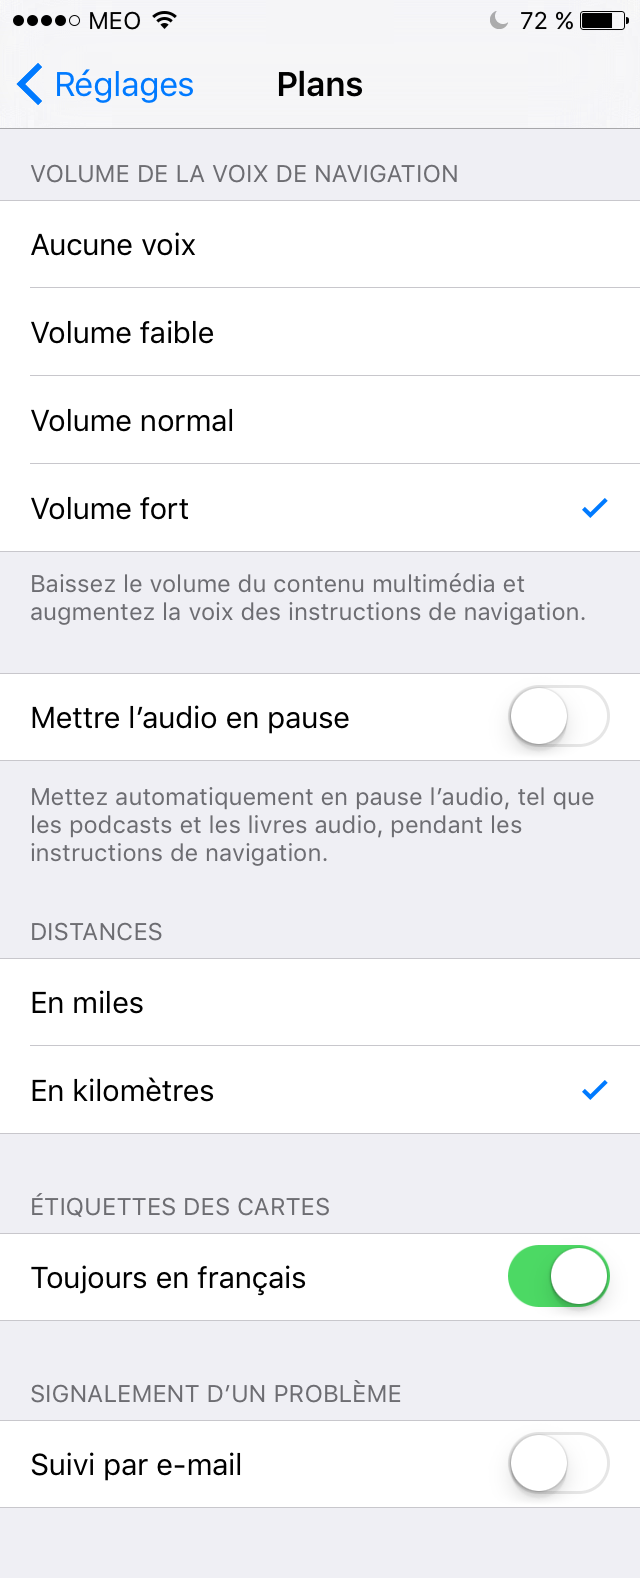 MEO 72 %
Réglages Plans
VOLUME DE LA VOIX DE NAVIGATION
Aucune voix
Volume faible
Volume normal
Volume fort
Baissez le volume du contenu multimédia et
augmentez la voix des instructions de navigation.
Mettre l’audio en pause
Mettez automatiquement en pause l’audio, tel que
les podcasts et les livres audio, pendant les
instructions de navigation.
DISTANCES
En miles
En kilomètres
ÉTIQUETTES DES CARTES
Toujours en français
SIGNALEMENT D’UN PROBLÈME
Suivi par e-mail